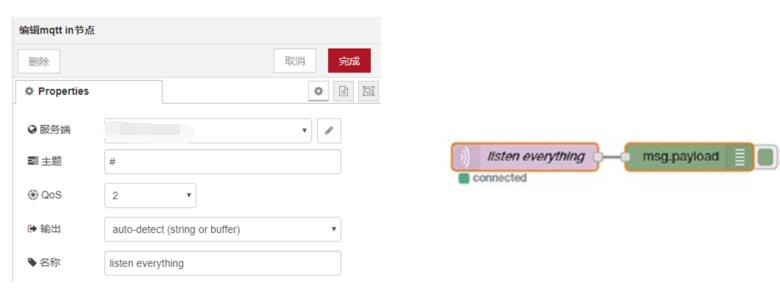 编辑mqtt in节点
删除
取消
完成
Properties
服务端
主题
#
QoS
2
输出
auto-detect (string or buffer)
名称
listen everything
listen everything
msg.payload
connected